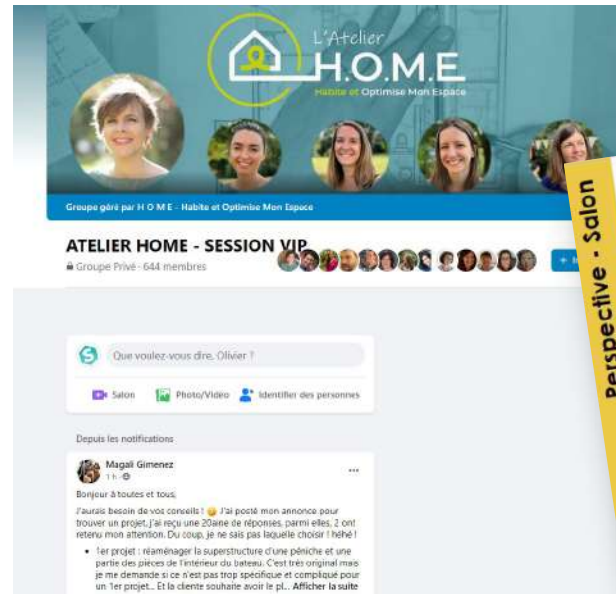 L'Atelier
H.O.M.E
Habite et Optimise Mon Espace
Groupe géré par H O M E - Habite et Optimise Mon Espace
ATELIER HOME - SESSION VIP
Groupe Privé · 644 membres
Que voulez-vous dire, Olivier ?
Salon
Photo/Vidéo
Identifier des personnes
Depuis les notifications
Magali Gimenez
1 h
Bonjour à toutes et tous,
J'aurais besoin de vos conseils ! J'ai posté mon annonce pour
trouver un projet, j'ai reçu une 20aine de réponses, parmi elles, 2 ont
retenu mon attention. Du coup, je ne sais pas laquelle choisir ! héhé !
• 1er projet : réaménager la superstructure d'une péniche et une
partie des pièces de l'intérieur du bateau. C'est très original mais
je me demande si ce n'est pas trop spécifique et compliqué pour
un 1er projet... Et la cliente souhaite avoir le pl... Afficher la suite
Perspective - Salon